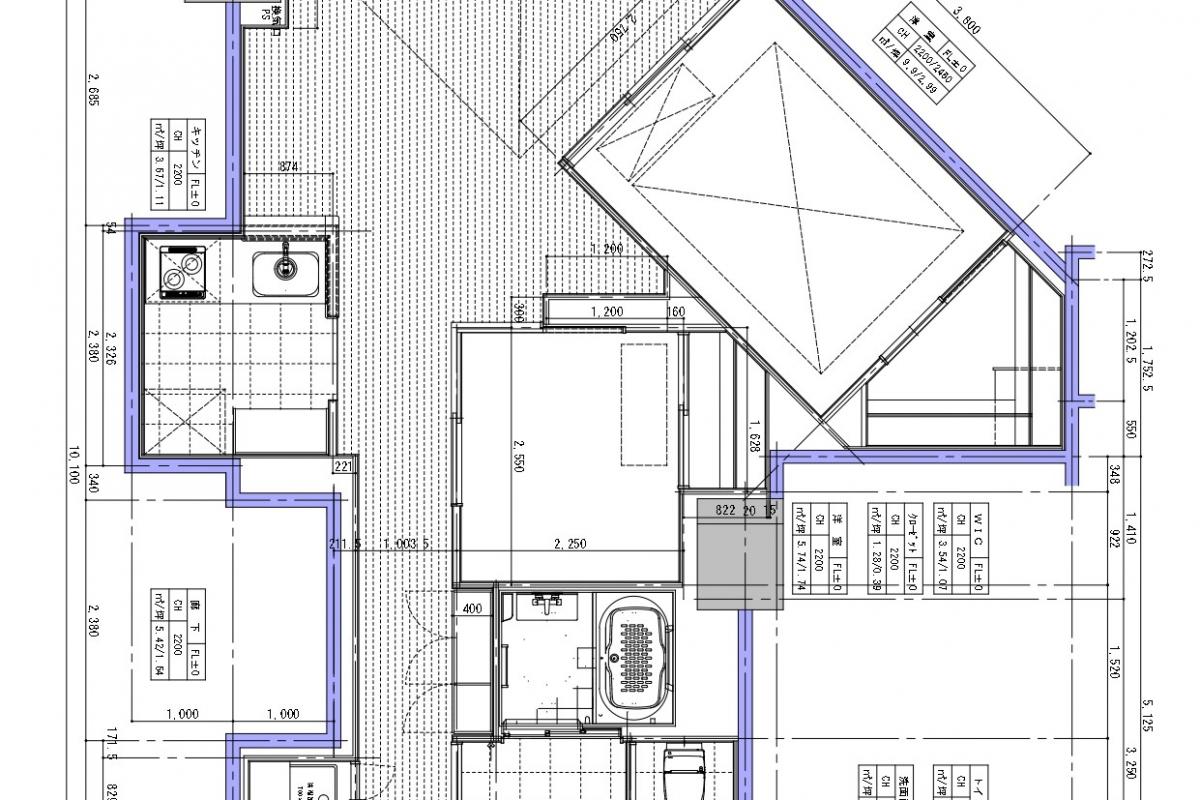 換気
PS
2,685
キッチン FL±0
CH 2200
㎡/坪 3.67/1.11
874
54
2,326
2,380
10,100
340
221
2,760
3,800
洋室 FL±0
CH 2200/2480
㎡/坪 9.9/2.99
1,200
300
1,200
160
1,628
2,550
272.5
1,202.5
1,752.5
550
348
922
1,410
822 20 15
211.5
1,003.5
2,250
400
洋室 FL±0
CH 2200
㎡/坪 5.74/1.74
クローゼット FL±0
CH 2200
㎡/坪 1.28/0.39
WIC FL±0
CH 2200
㎡/坪 3.54/1.07
廊下 FL±0
CH 2200
㎡/坪 5.42/1.64
2,380
1,000
1,000
171.5
1,520
5,125
3,250
洗面
CH
㎡/坪
トイ
CH
㎡/坪